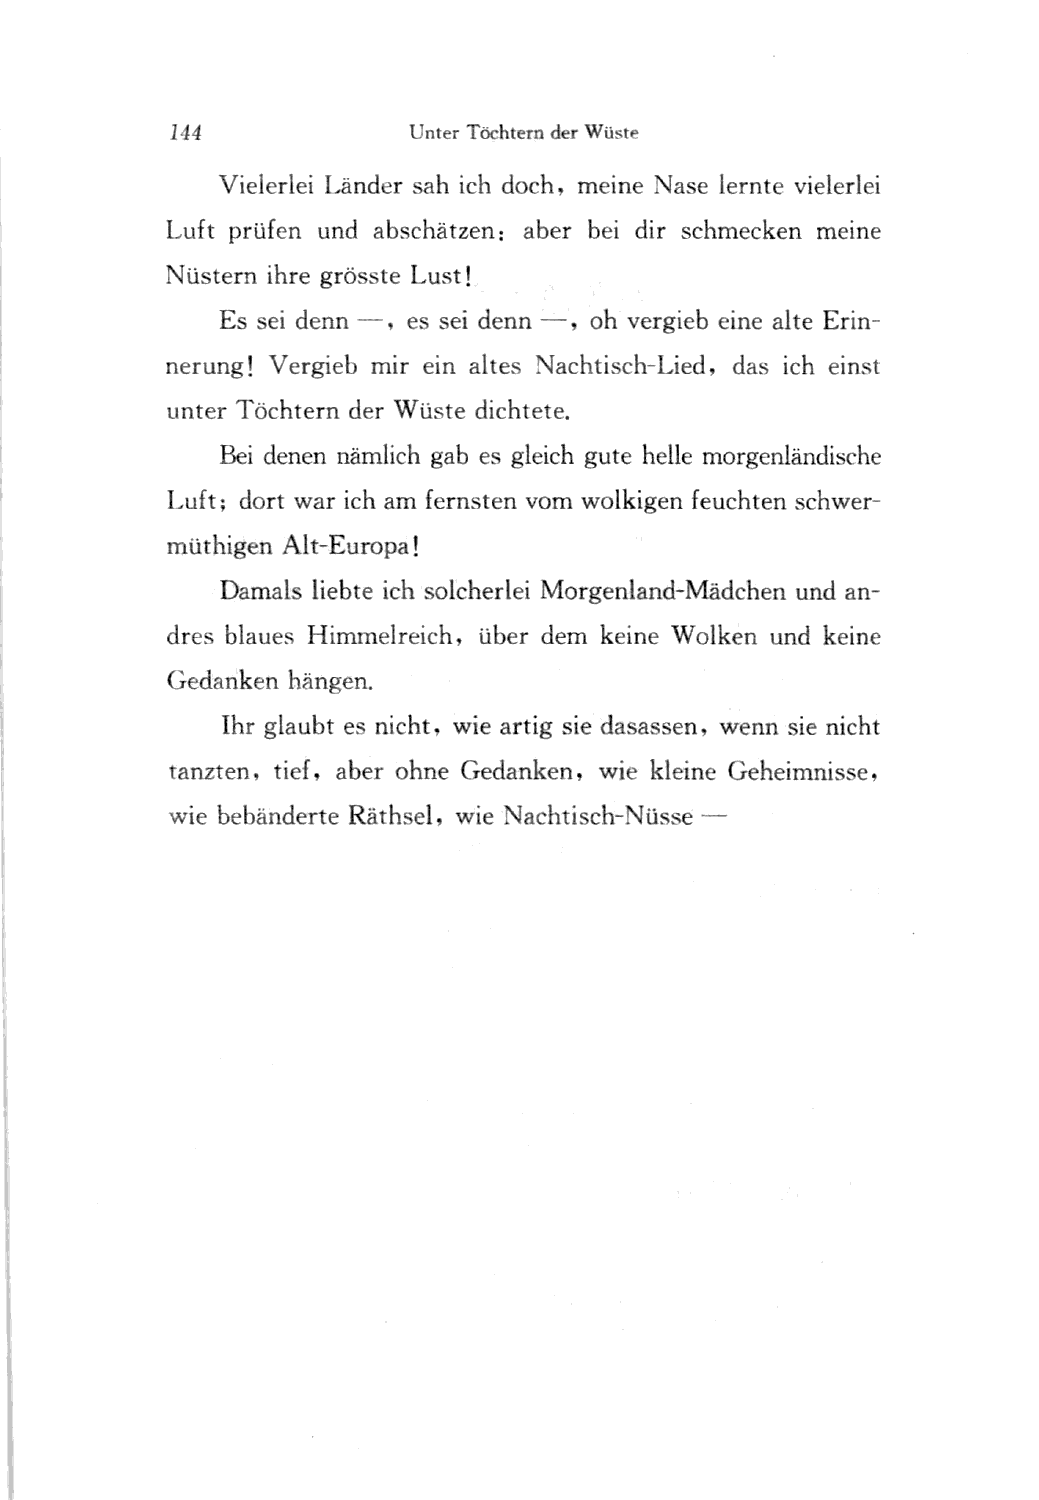 144 Unter Töchtern der Wüste
Vielerlei Länder sah ich doch, meine Nase lernte vielerlei
Luft prüfen und abschätzen: aber bei dir schmecken meine
Nüstern ihre grösste Lust!
Es sei denn —, es sei denn —, oh vergieb eine alte Erin-
nerung! Vergieb mir ein altes Nachtisch-Lied, das ich einst
unter Töchtern der Wüste dichtete.
Bei denen nämlich gab es gleich gute helle morgenländische
Luft; dort war ich am fernsten vom wolkigen feuchten schwer-
müthigen Alt-Europa!
Damals liebte ich solcherlei Morgenland-Mädchen und an-
dres blaues Himmelreich, über dem keine Wolken und keine
Gedanken hängen.
Ihr glaubt es nicht, wie artig sie dasassen, wenn sie nicht
tanzten, tief, aber ohne Gedanken, wie kleine Geheimnisse,
wie bebänderte Räthsel, wie Nachtisch-Nüsse —